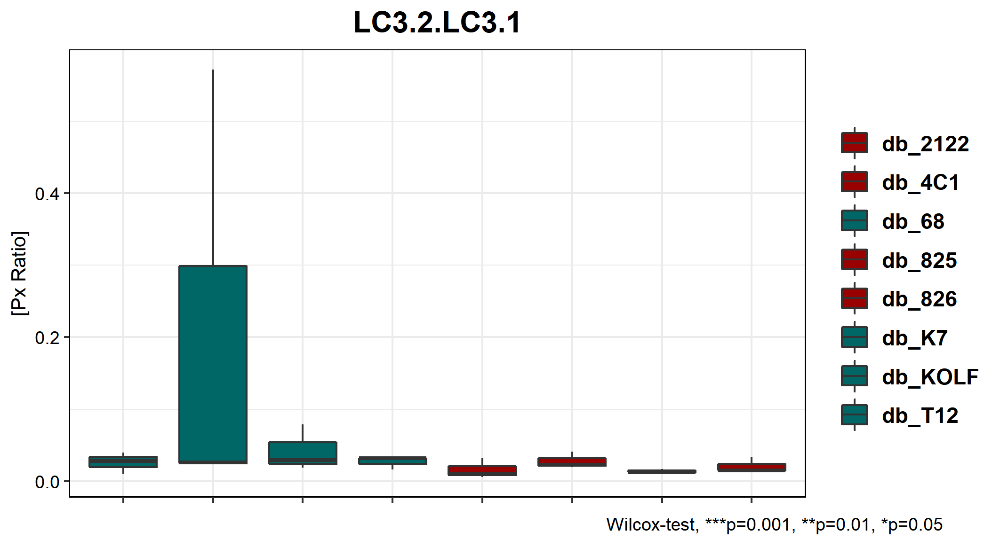 LC3.2.LC3.1
[Px Ratio]
0.4
0.2
0.0
db_2122
db_4C1
db_68
db_825
db_826
db_K7
db_KOLF
db_T12
Wilcox-test, ***p=0.001, **p=0.01, *p=0.05